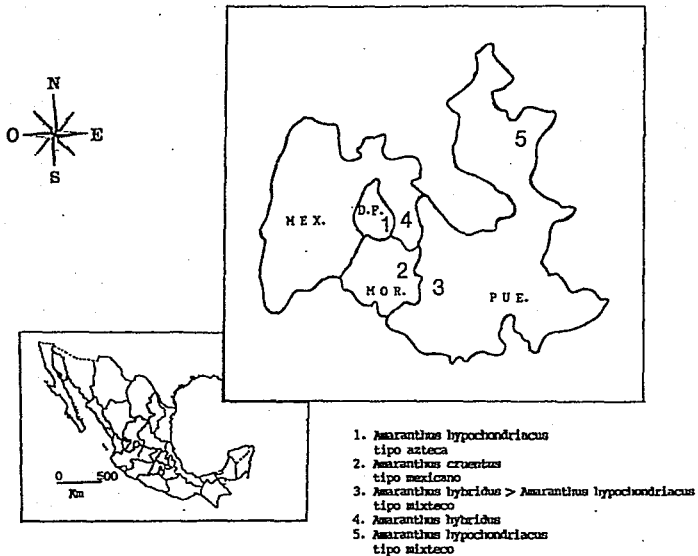 N
O E
S
5
D.F.
MEX. 1 4
2
MOR. 3
PUE.
0 500
Km
1. Amaranthus hypochondriacus
tipo azteca
2. Amaranthus cruentus
tipo mexicano
3. Amaranthus hybridus > Amaranthus hypochondriacus
tipo mixteco
4. Amaranthus hybridus
5. Amaranthus hypochondriacus
tipo mixteco